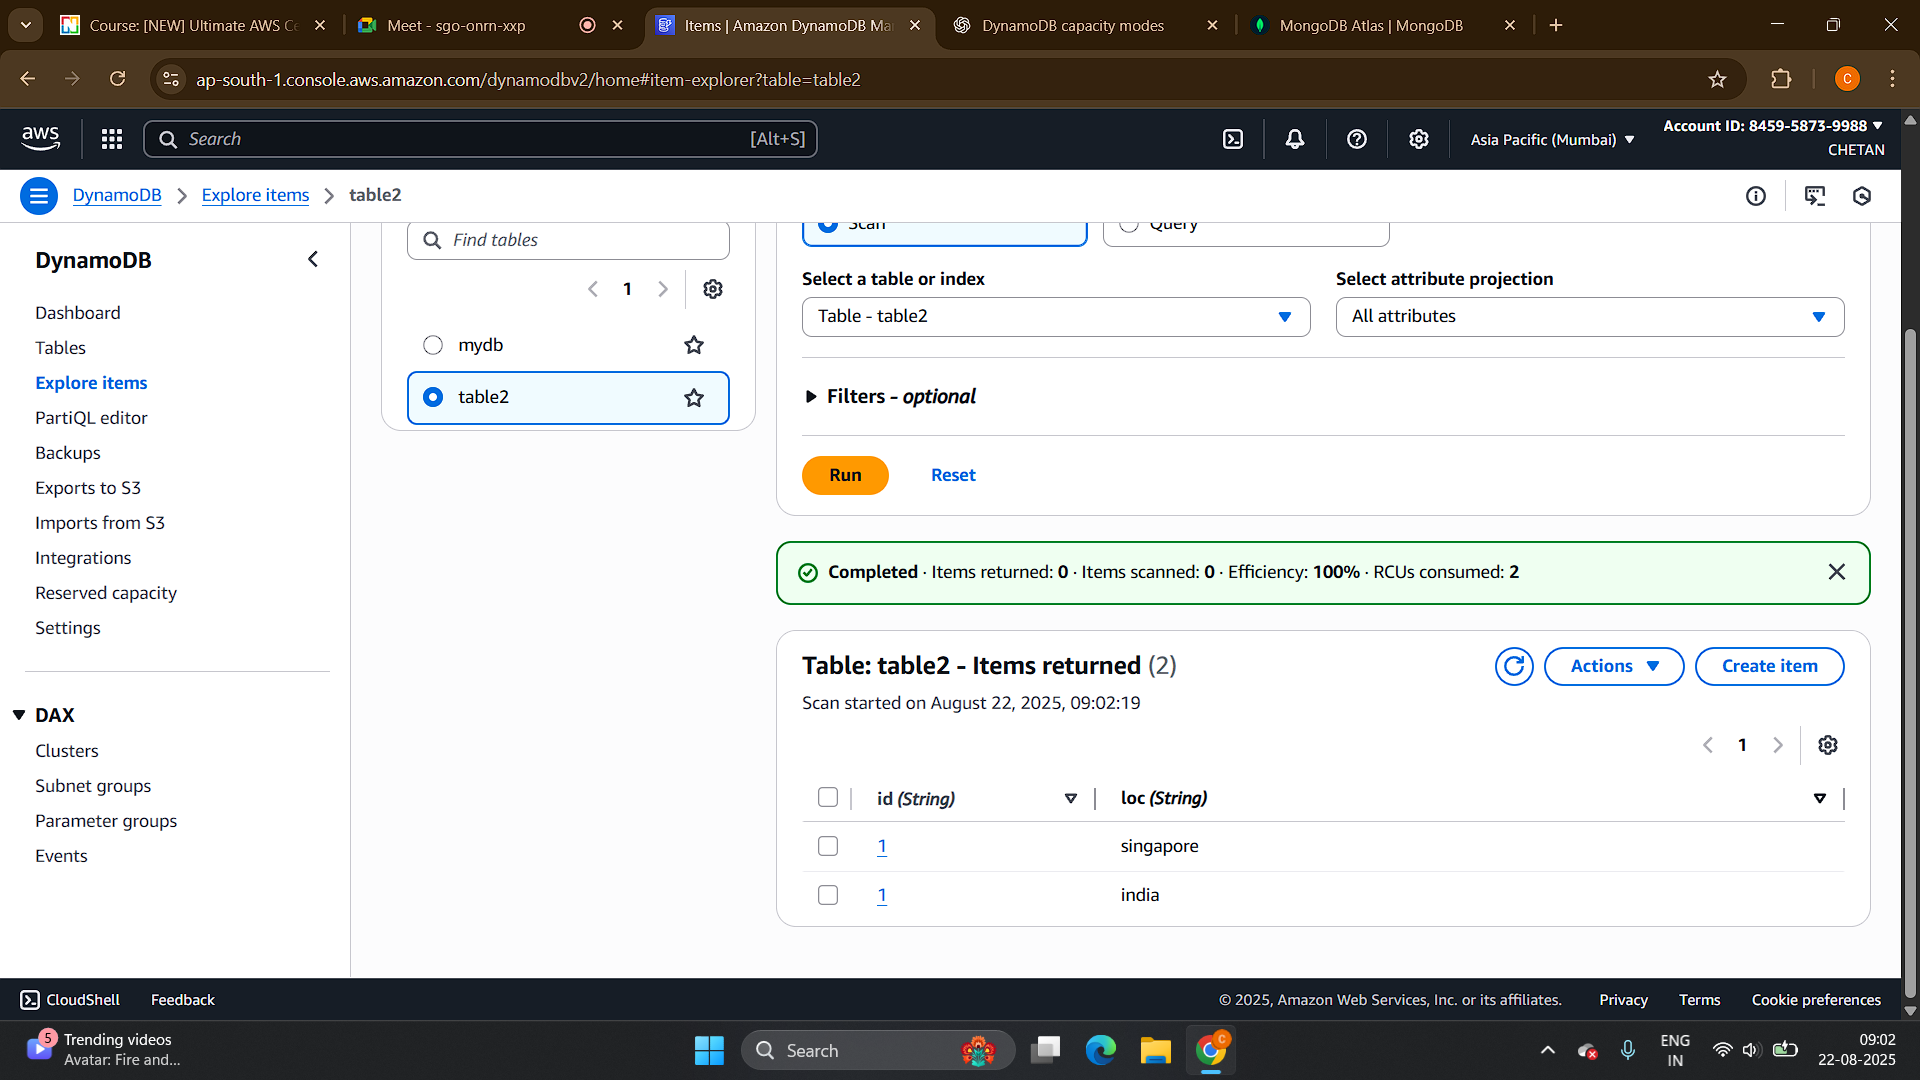 Course: [NEW] Ultimate AWS Ce
Meet - sgo-onrn-xxp
Items | Amazon DynamoDB Ma
DynamoDB capacity modes
MongoDB Atlas | MongoDB
ap-south-1.console.aws.amazon.com/dynamodbv2/home#item-explorer?table=table2
C
aws
Search
[Alt+S]
Asia Pacific (Mumbai)
Account ID: 8459-5873-9988
CHETAN
DynamoDB
Explore items
table2
DynamoDB
Dashboard
Tables
Explore items
PartiQL editor
Backups
Exports to S3
Imports from S3
Integrations
Reserved capacity
Settings
DAX
Clusters
Subnet groups
Parameter groups
Events
Find tables
1
mydb
table2
Scan
Query
Select a table or index
Table - table2
Select attribute projection
All attributes
Filters - optional
Run
Reset
Completed · Items returned: 0 · Items scanned: 0 · Efficiency: 100% · RCUs consumed: 2
Table: table2 - Items returned (2)
Scan started on August 22, 2025, 09:02:19
Actions
Create item
1
id (String)
loc (String)
1
singapore
1
india
CloudShell
Feedback
© 2025, Amazon Web Services, Inc. or its affiliates.
Privacy
Terms
Cookie preferences
5
Trending videos
Avatar: Fire and...
Search
C
ENG
IN
09:02
22-08-2025